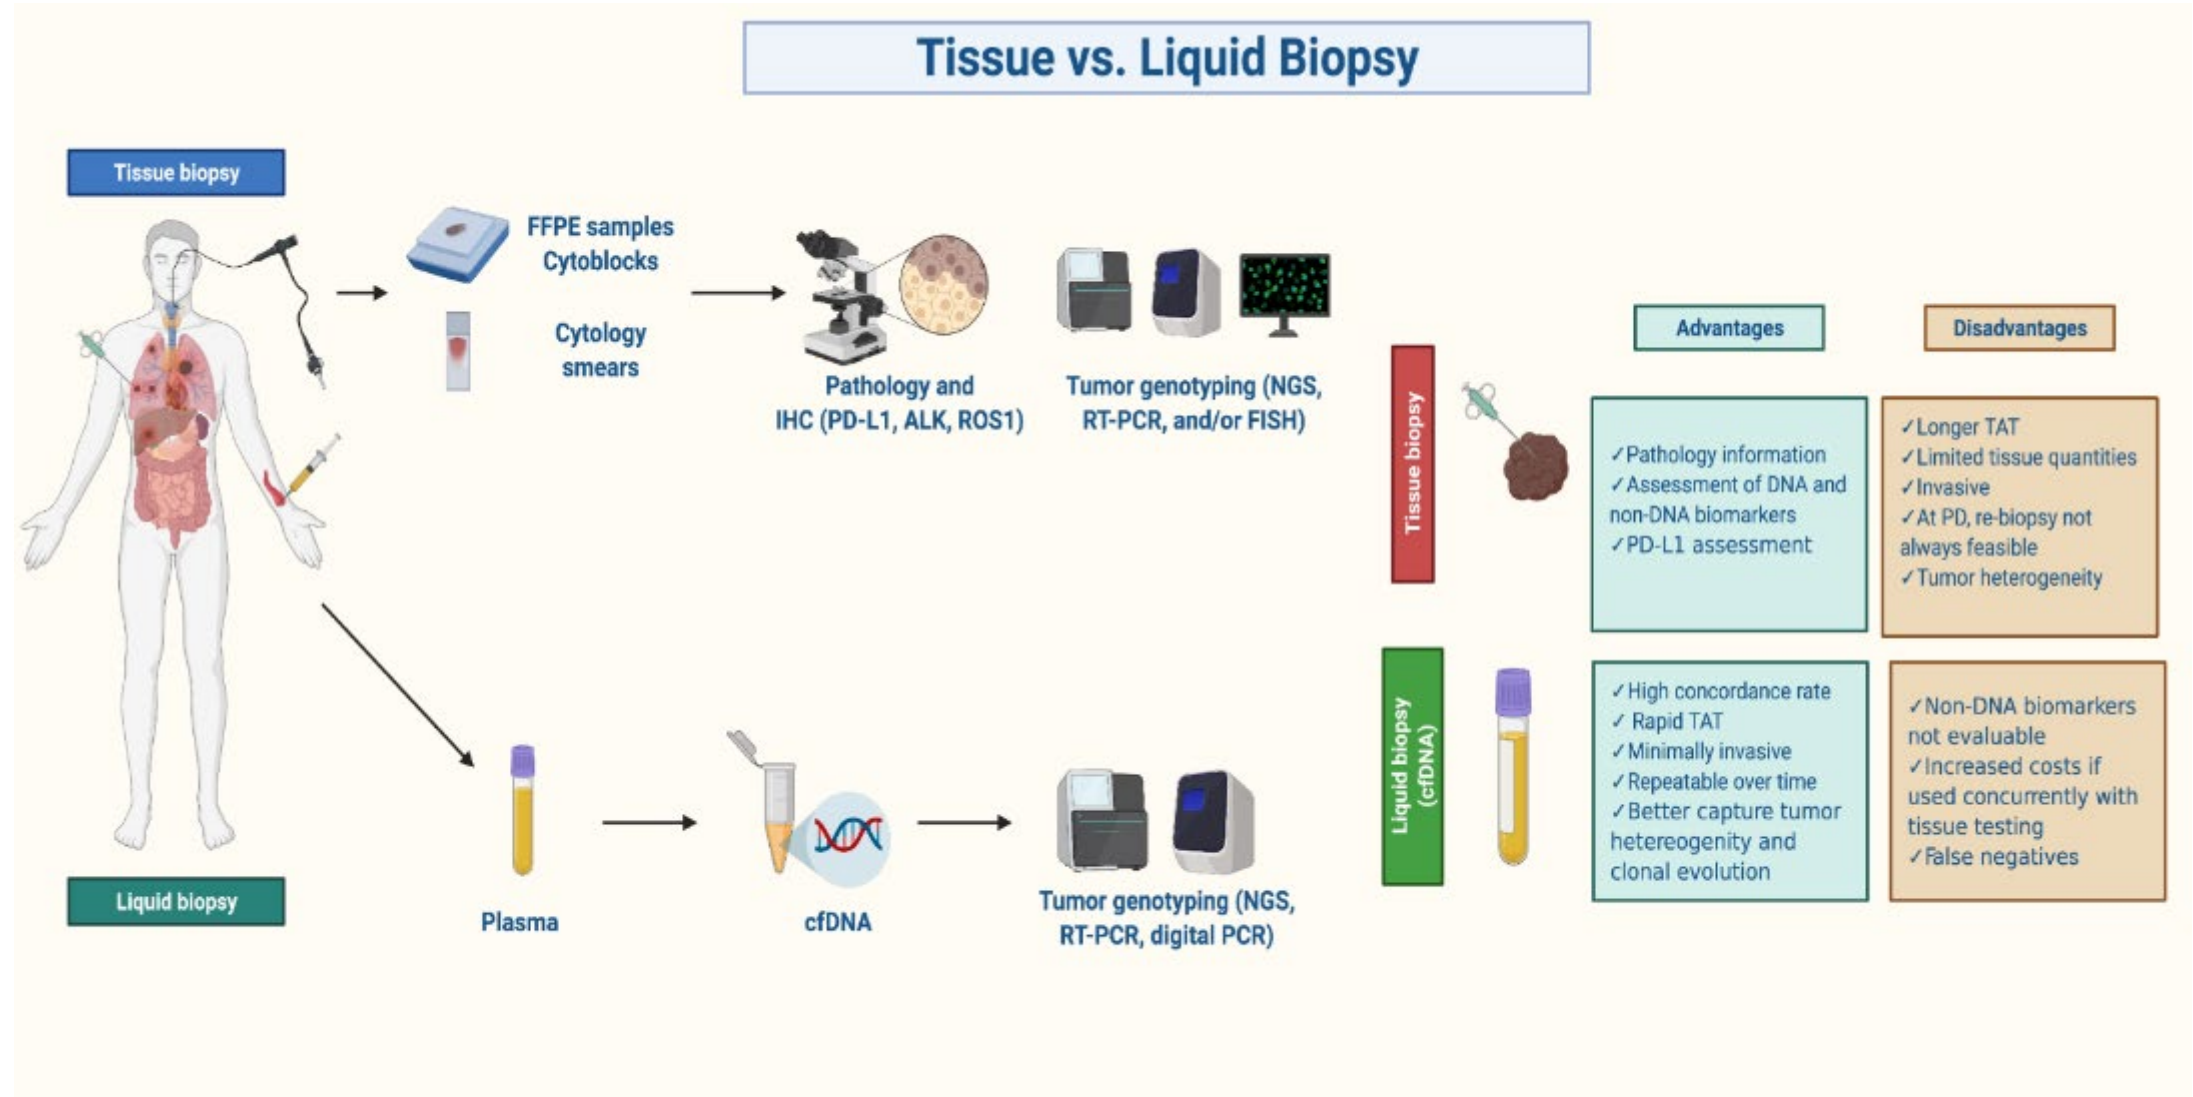 Tissue vs. Liquid Biopsy
Tissue biopsy
FFPE samples
Cytoblocks
Cytology
smears
Pathology and
IHC (PD-L1, ALK, ROS1)
Tumor genotyping (NGS,
RT-PCR, and/or FISH)
Liquid biopsy
Plasma
cfDNA
Tumor genotyping (NGS,
RT-PCR, digital PCR)
Advantages
Disadvantages
Tissue biopsy
✓Pathology information
✓Assessment of DNA and
non-DNA biomarkers
✓PD-L1 assessment
✓Longer TAT
✓Limited tissue quantities
✓Invasive
✓At PD, re-biopsy not
always feasible
✓Tumor heterogeneity
Liquid biopsy
(cfDNA)
✓High concordance rate
✓ Rapid TAT
✓Minimally invasive
✓Repeatable over time
✓Better capture tumor
hetereogenity and
clonal evolution
✓Non-DNA biomarkers
not evaluable
✓Increased costs if
used concurrently with
tissue testing
✓False negatives